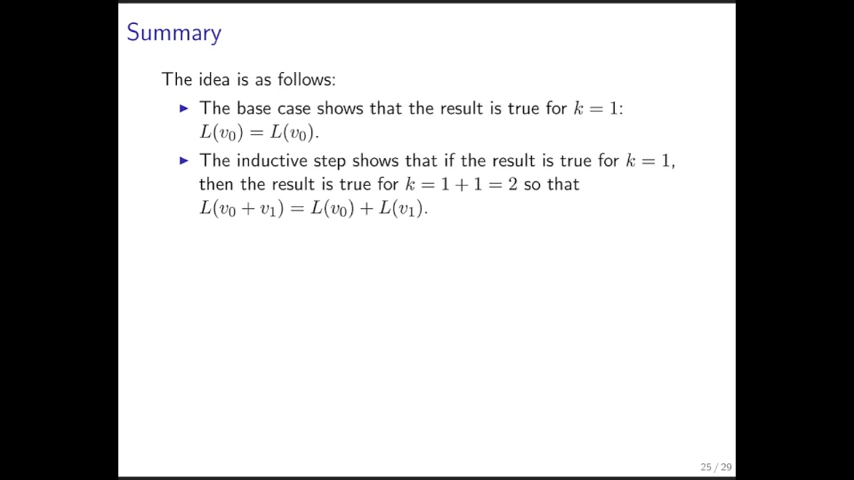 Summary
The idea is as follows:
▶ The base case shows that the result is true for k = 1:
L(v₀) = L(v₀).
▶ The inductive step shows that if the result is true for k = 1,
then the result is true for k = 1 + 1 = 2 so that
L(v₀ + v₁) = L(v₀) + L(v₁).
25 / 29